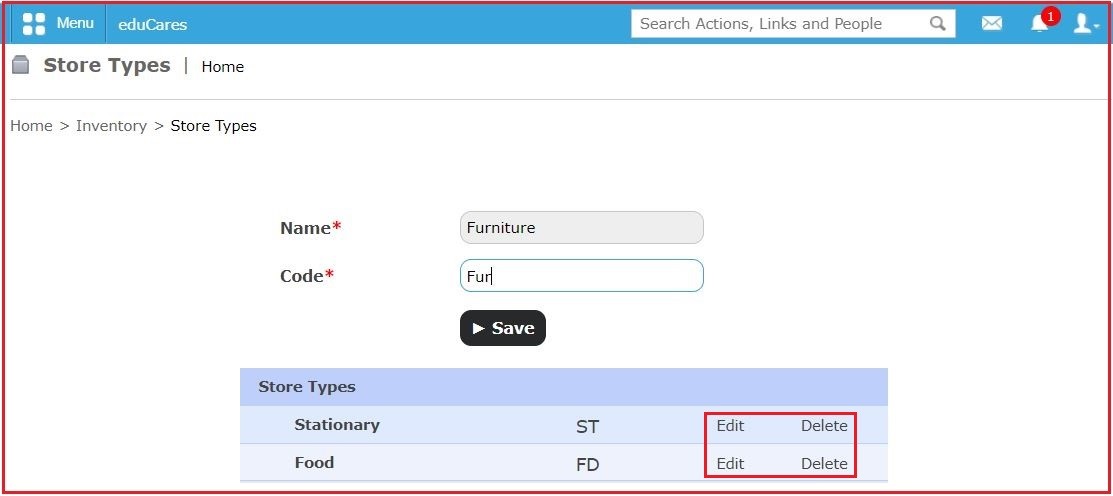 Menu eduCares Search Actions, Links and People 1
Store Types | Home
Home > Inventory > Store Types
Name* Furniture
Code* Fur
► Save
Store Types
Stationary ST Edit Delete
Food FD Edit Delete